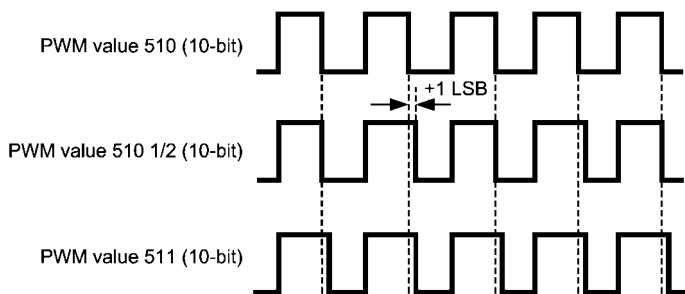 PWM value 510 (10-bit)
+1 LSB
PWM value 510 1/2 (10-bit)
PWM value 511 (10-bit)